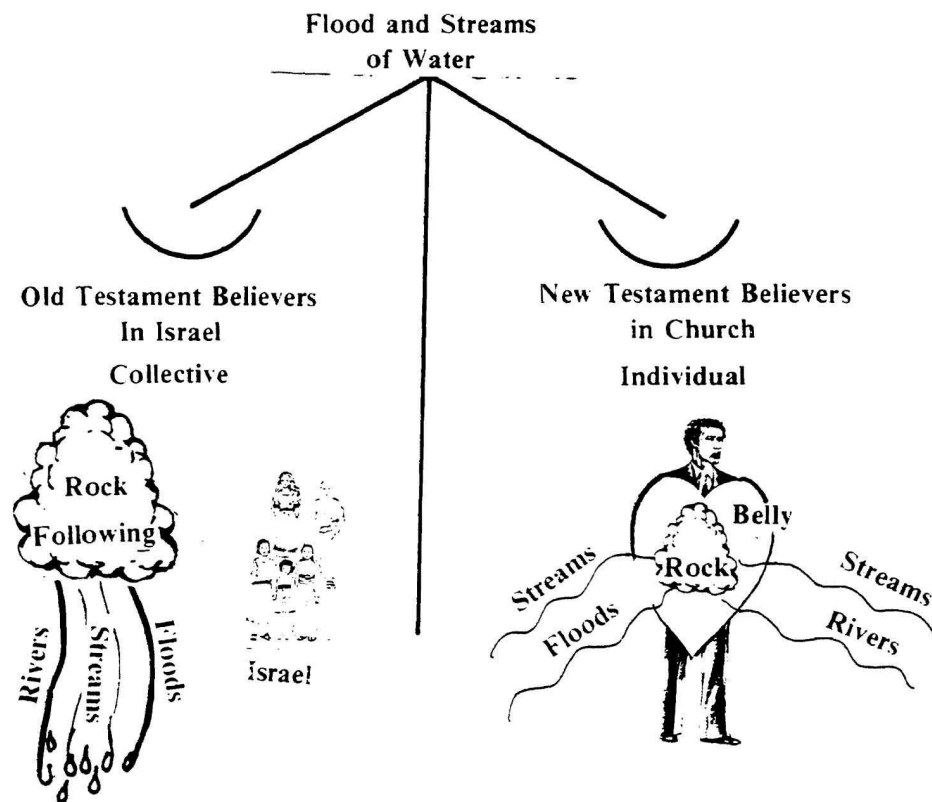 Flood and Streams
of Water
Old Testament Believers
In Israel
Collective
Rock
Following
Rivers
Streams
Floods
Israel
New Testament Believers
in Church
Individual
Belly
Rock
Streams
Floods
Streams
Rivers